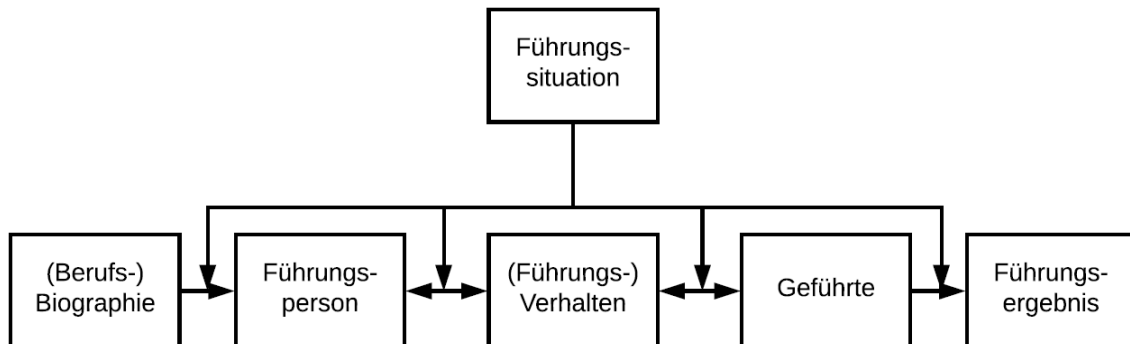 Führungs-
situation
(Berufs-)
Biographie
Führungs-
person
(Führungs-)
Verhalten
Geführte
Führungs-
ergebnis